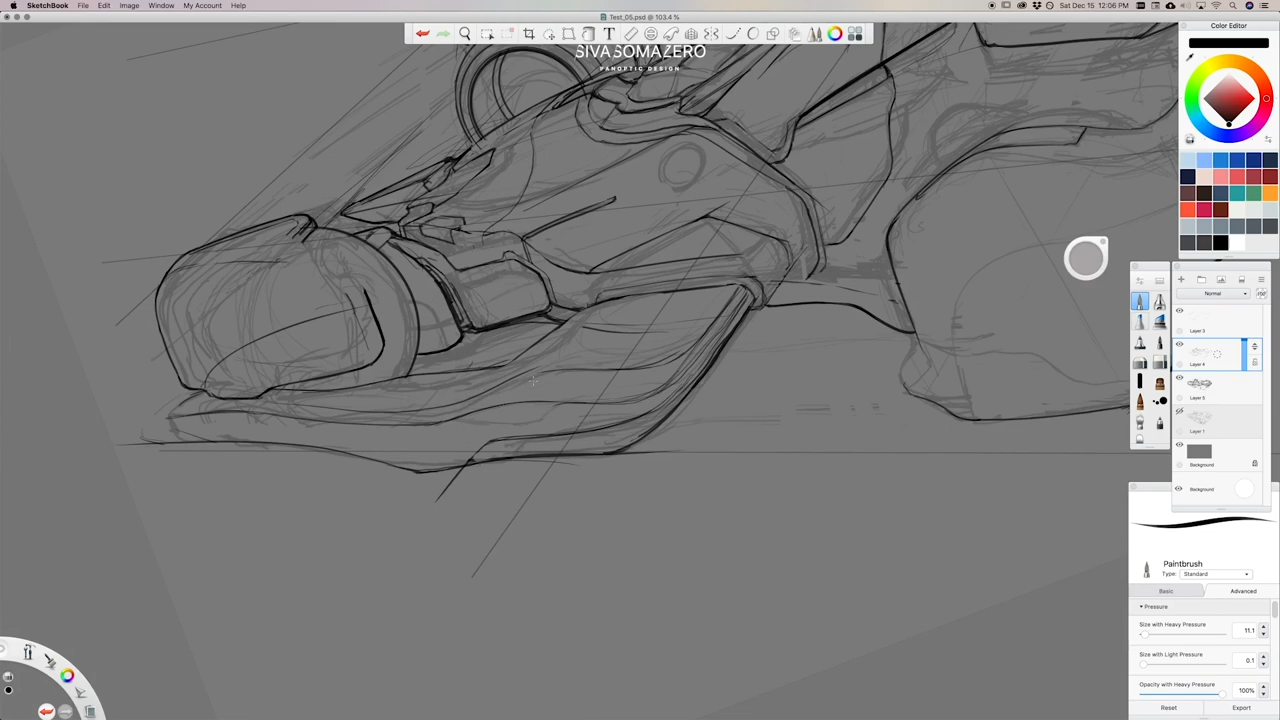 SketchBook File Edit Image Window My Account Help
Sat Dec 15 12:06 PM
Test_05.psd @ 103.4 %
SIVA SOMAZERO
PANOPTIC DESIGN
Color Editor
Normal
Layer 3
Layer 4
Layer 5
Layer 1
Background
Background
Paintbrush
Type: Standard
Basic Advanced
Pressure
Size with Heavy Pressure 11.1
Size with Light Pressure 0.1
Opacity with Heavy Pressure 100%
Reset Export